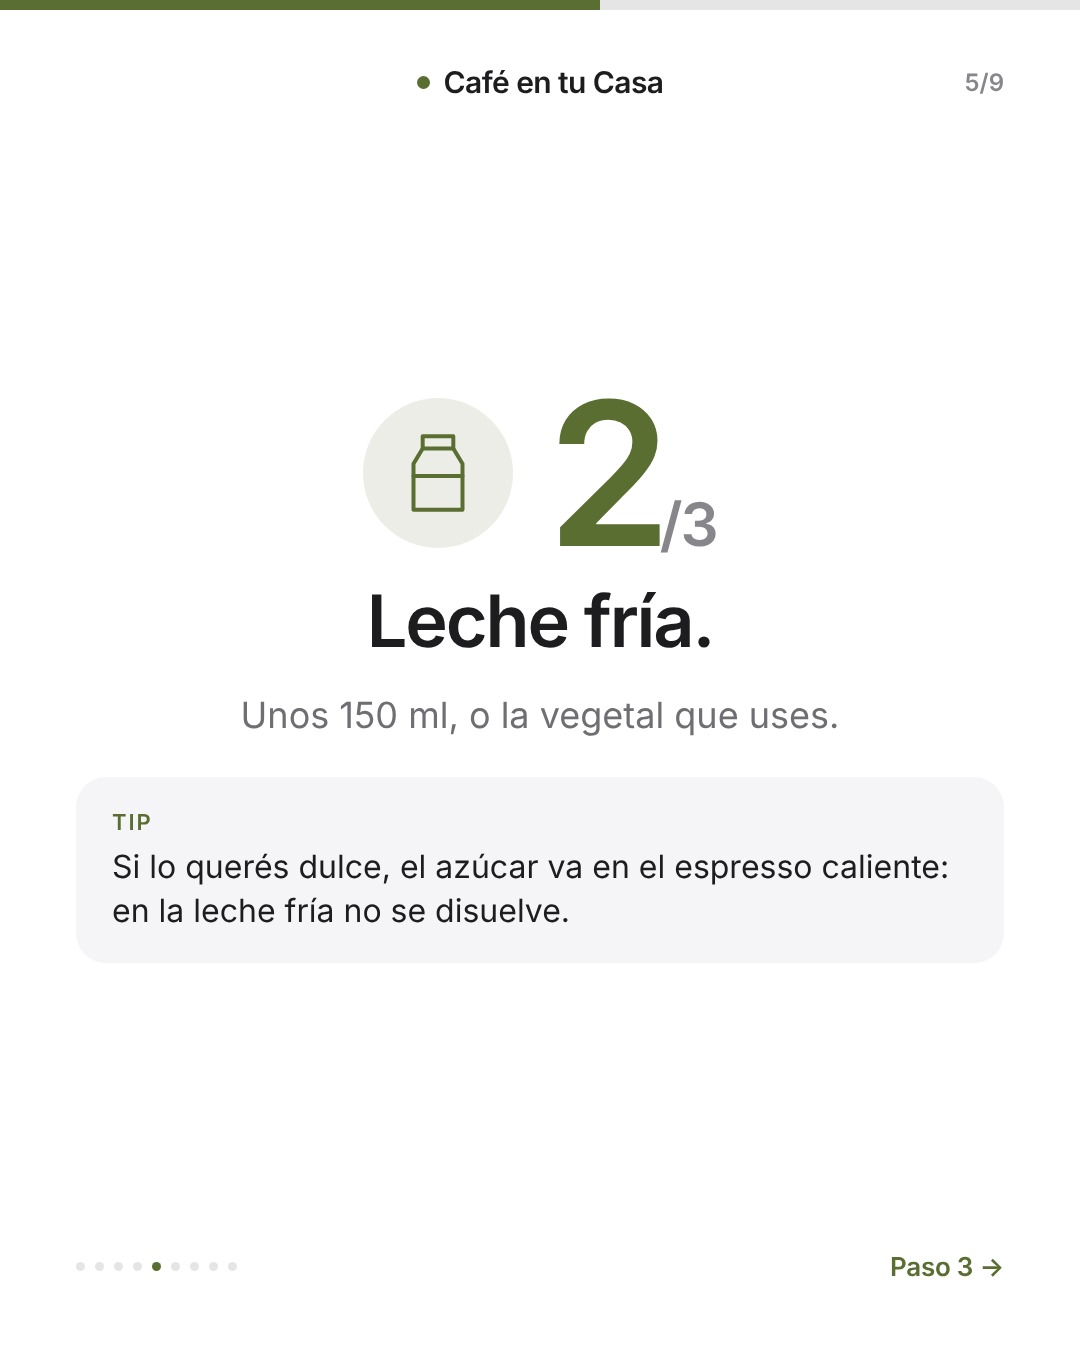 Café en tu Casa
5/9
2/3
Leche fría.
Unos 150 ml, o la vegetal que uses.
TIP
Si lo querés dulce, el azúcar va en el espresso caliente:
en la leche fría no se disuelve.
Paso 3 →